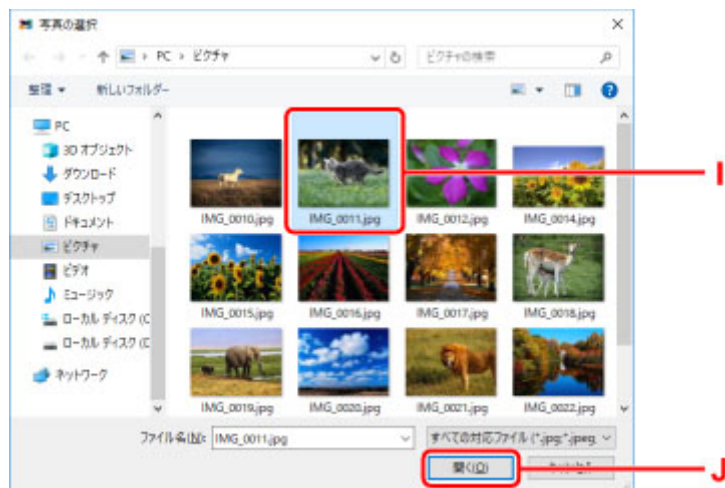 写真の選択
PC › ピクチャ
ピクチャの検索
整理 新しいフォルダー
PC
3D オブジェクト
ダウンロード
デスクトップ
ドキュメント
ピクチャ
ビデオ
ミュージック
ローカル ディスク (C
ローカル ディスク (C
ネットワーク
IMG_0010.jpg IMG_0011.jpg IMG_0012.jpg IMG_0014.jpg
I
IMG_0015.jpg IMG_0016.jpg IMG_0017.jpg IMG_0018.jpg
IMG_0019.jpg IMG_0020.jpg IMG_0021.jpg IMG_0022.jpg
ファイル名(N): IMG_0011.jpg すべての対応ファイル (*.jpg;*.jpeg,
開く(O) キャンセル
J